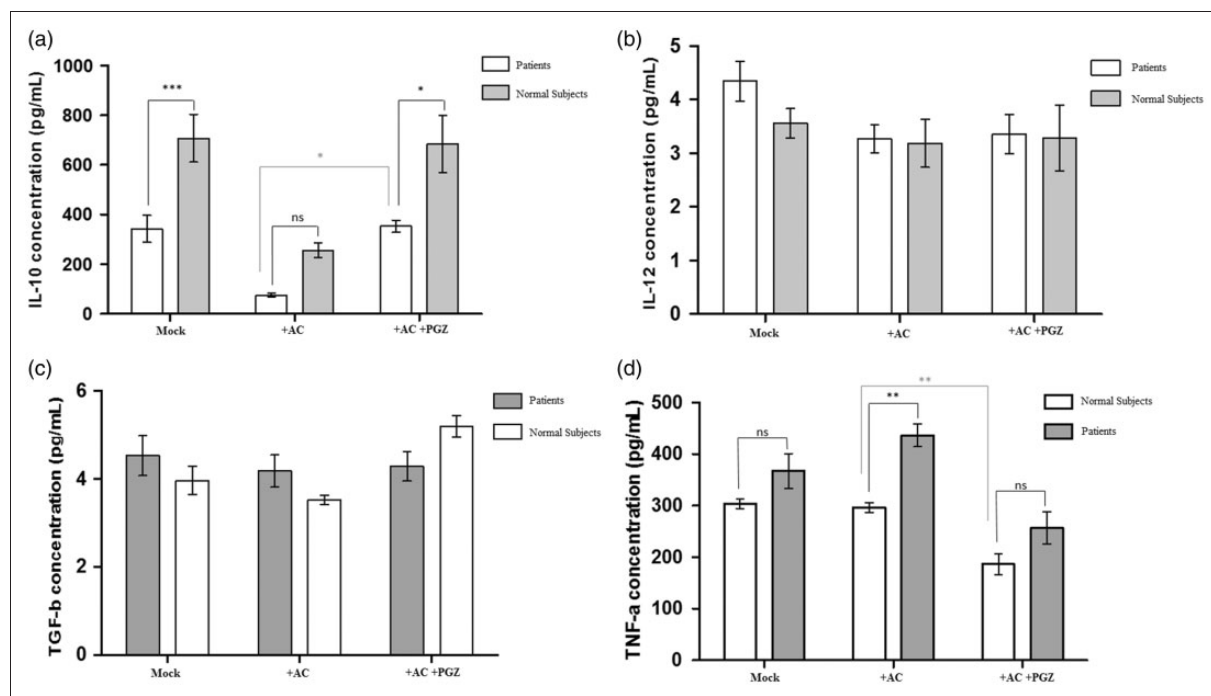 (a)
IL-10 concentration (pg/mL)
1000
800
600
400
200
0
***
*
*
ns
Patients
Normal Subjects
Mock
+AC
+AC +PGZ
(b)
IL-12 concentration (pg/mL)
5
4
3
2
1
0
Patients
Normal Subjects
Mock
+AC
+AC +PGZ
(c)
TGF-b concentration (pg/mL)
6
4
2
0
Patients
Normal Subjects
Mock
+AC
+AC +PGZ
(d)
TNF-a concentration (pg/mL)
500
400
300
200
100
0
**
**
ns
ns
Normal Subjects
Patients
Mock
+AC
+AC +PGZ